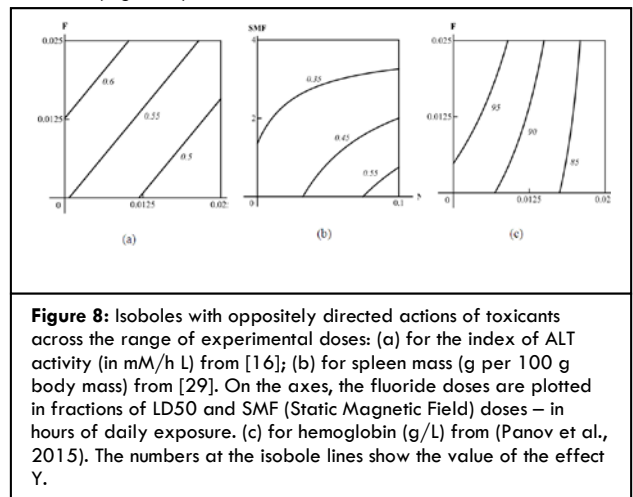 F
0.025
0.6
0.0125
0.55
0.5
0
0.0125
0.02
(a)
SMF
4
0.35
2
0.45
0.55
0
0.1
(b)
F
0.025
95
0.0125
90
85
0
0.0125
0.02
(c)
Figure 8: Isoboles with oppositely directed actions of toxicants
across the range of experimental doses: (a) for the index of ALT
activity (in mM/h L) from [16]; (b) for spleen mass (g per 100 g
body mass) from [29]. On the axes, the fluoride doses are plotted
in fractions of LD50 and SMF (Static Magnetic Field) doses – in
hours of daily exposure. (c) for hemoglobin (g/L) from (Panov et al.,
2015). The numbers at the isobole lines show the value of the effect
Y.